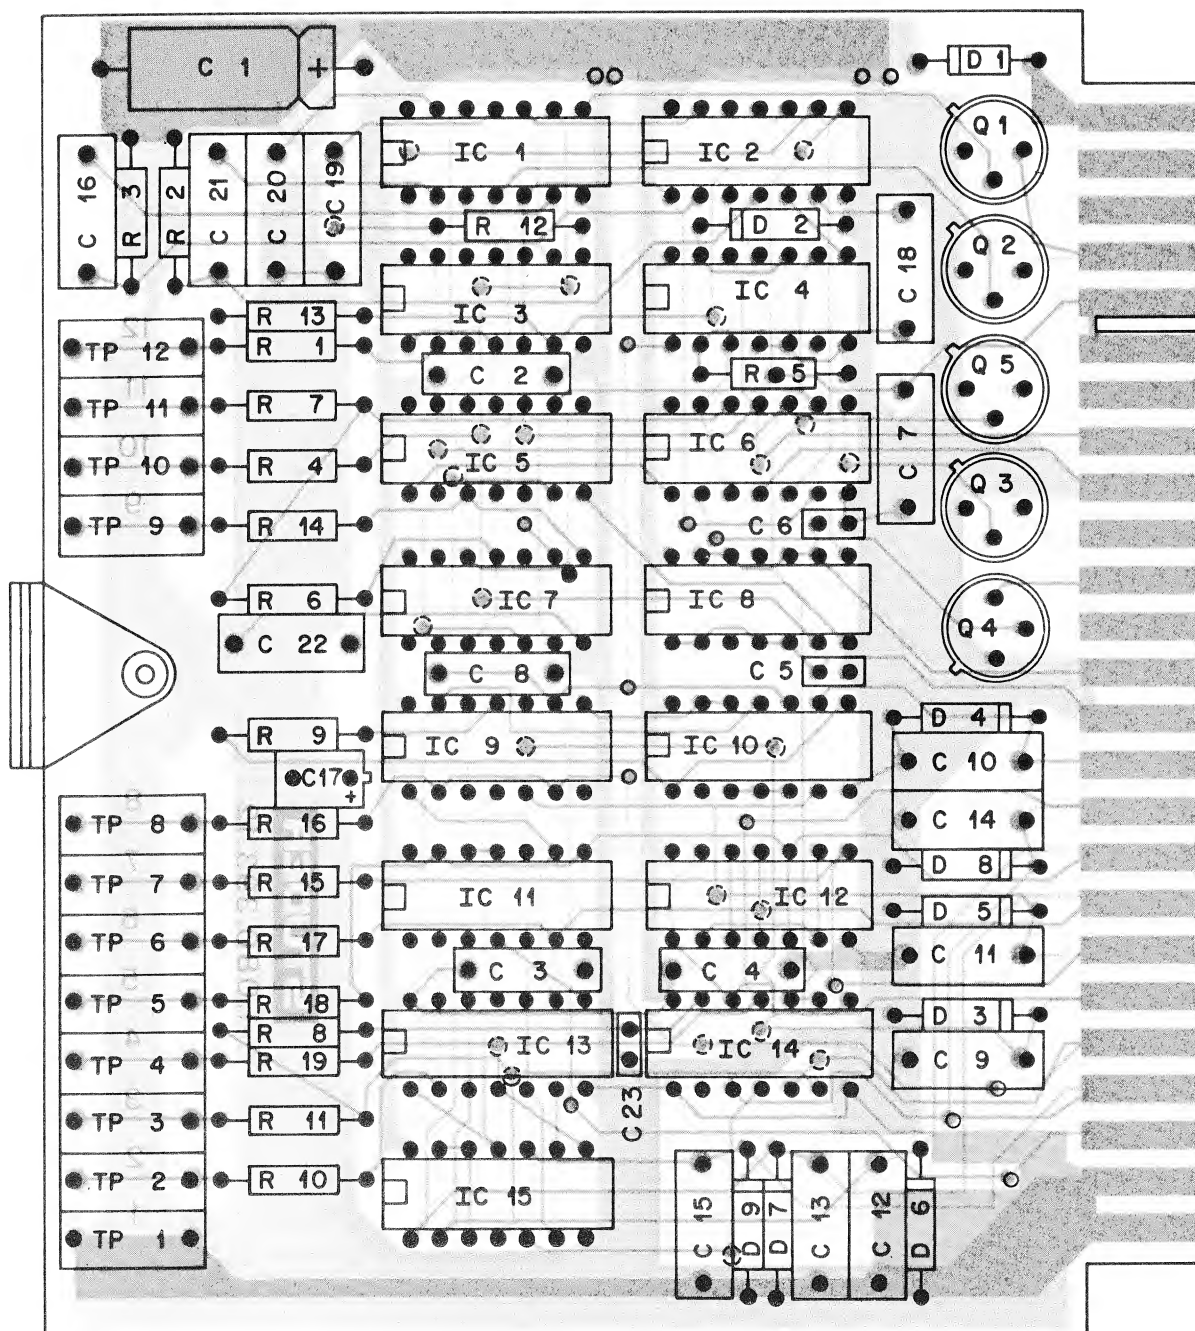 C 1 +
D 1
Q 1
IC 1
IC 2
C 16
R 3
R 2
C 21
C 20
C 19
R 12
D 2
Q 2
C 18
IC 3
IC 4
R 13
TP 12
R 1
C 2
R 5
Q 5
TP 11
R 7
IC 5
IC 6
C 7
TP 10
R 4
Q 3
TP 9
R 14
C 6
R 6
IC 7
IC 8
Q 4
C 22
C 8
C 5
D 4
R 9
IC 9
IC 10
C 10
C17
+
TP 8
R 16
C 14
D 8
TP 7
R 15
IC 11
IC 12
D 5
TP 6
R 17
C 11
C 3
C 4
TP 5
R 18
D 3
R 8
IC 13
IC 14
TP 4
R 19
C 9
C23
TP 3
R 11
TP 2
R 10
IC 15
C 15
D 9
D 7
C 13
C 12
D 6
TP 1